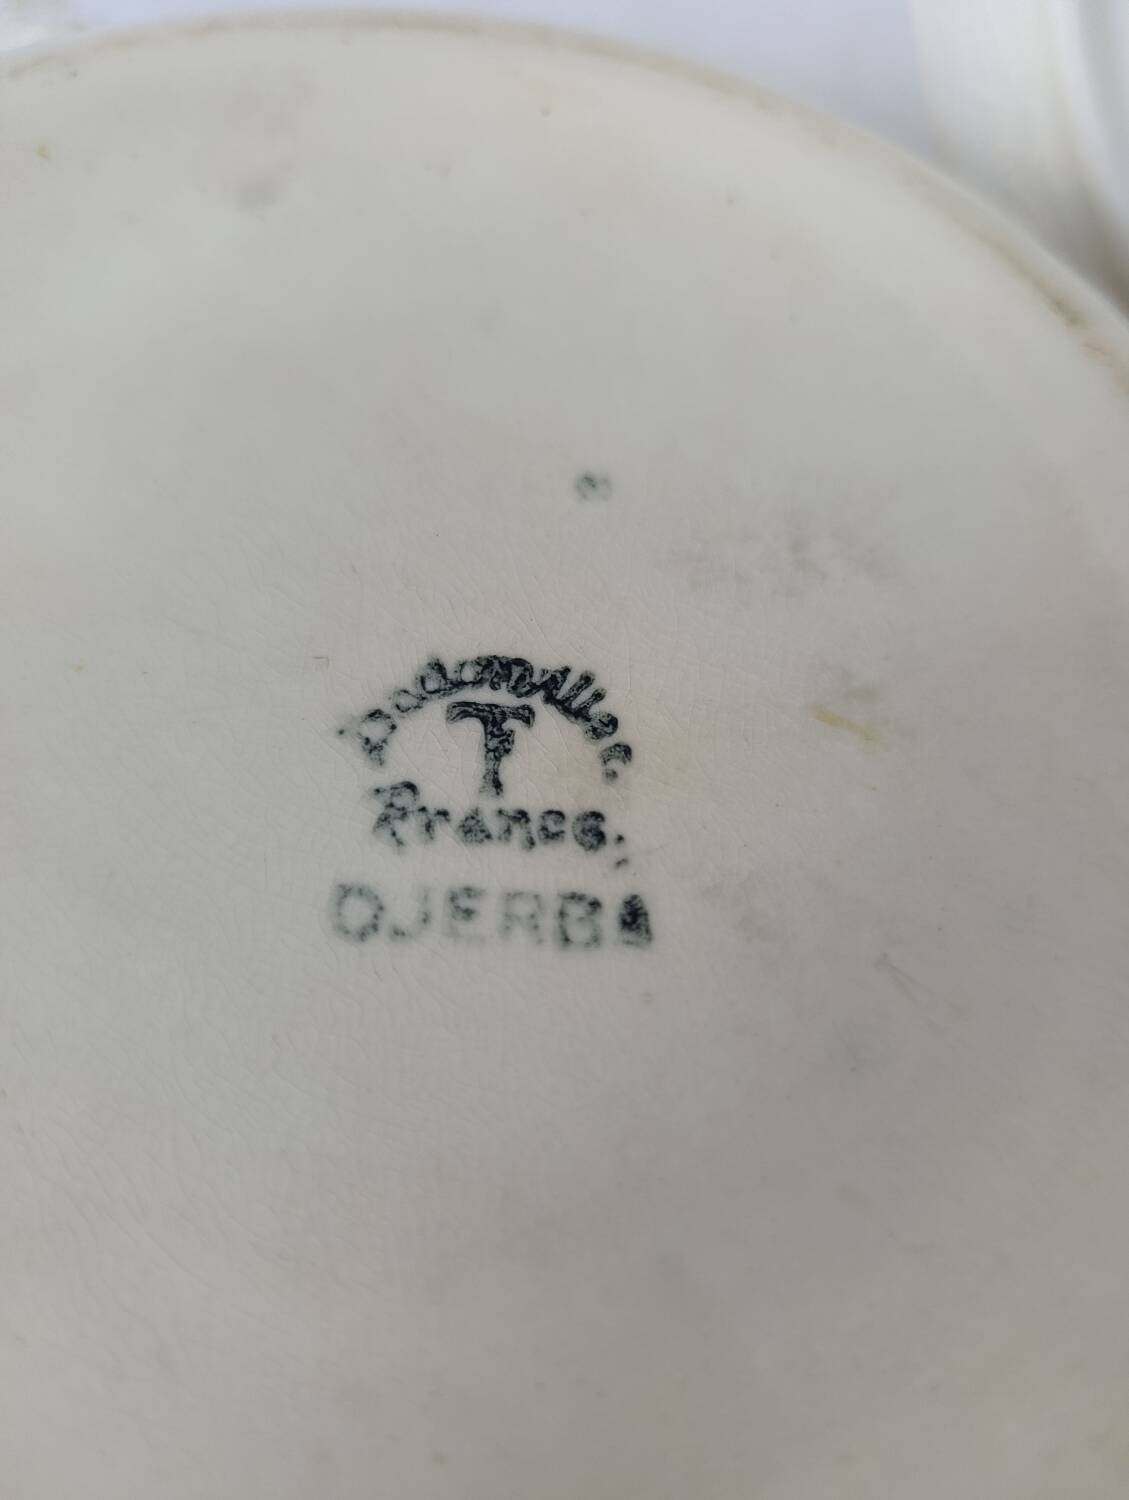 Badonviller.
T
France.
DJERBA